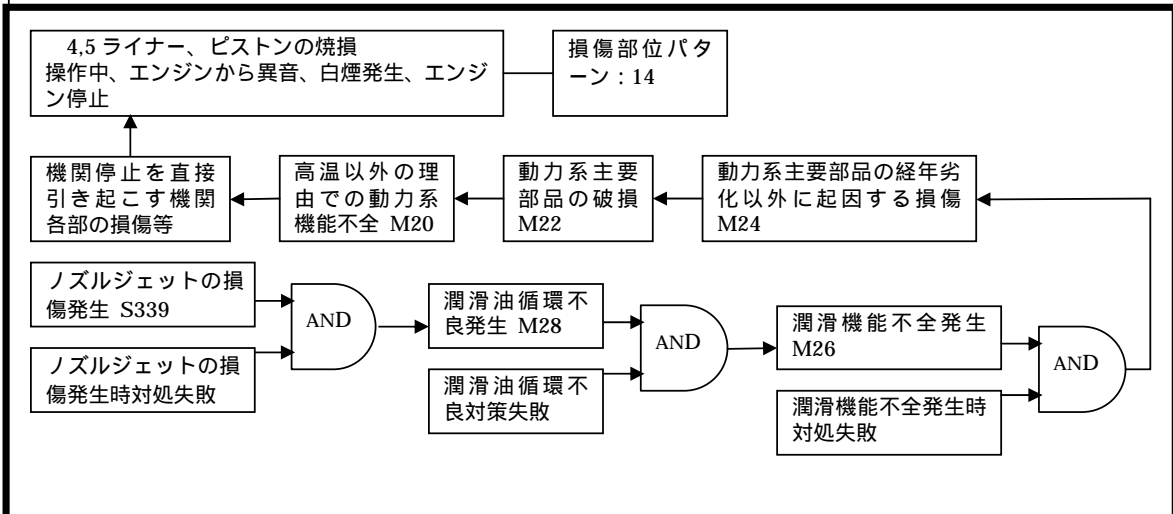 4,5 ライナー、ピストンの焼損
操作中、エンジンから異音、白煙発生、エンジ
ン停止
損傷部位パタ
ーン：14
機関停止を直接
引き起こす機関
各部の損傷等
高温以外の理
由での動力系
機能不全 M20
動力系主要
部品の破損
M22
動力系主要部品の経年劣
化以外に起因する損傷
M24
ノズルジェットの損
傷発生 S339
ノズルジェットの損
傷発生時対処失敗
AND
潤滑油循環不
良発生 M28
潤滑油循環不
良対策失敗
AND
潤滑機能不全発生
M26
潤滑機能不全発生時
対処失敗
AND